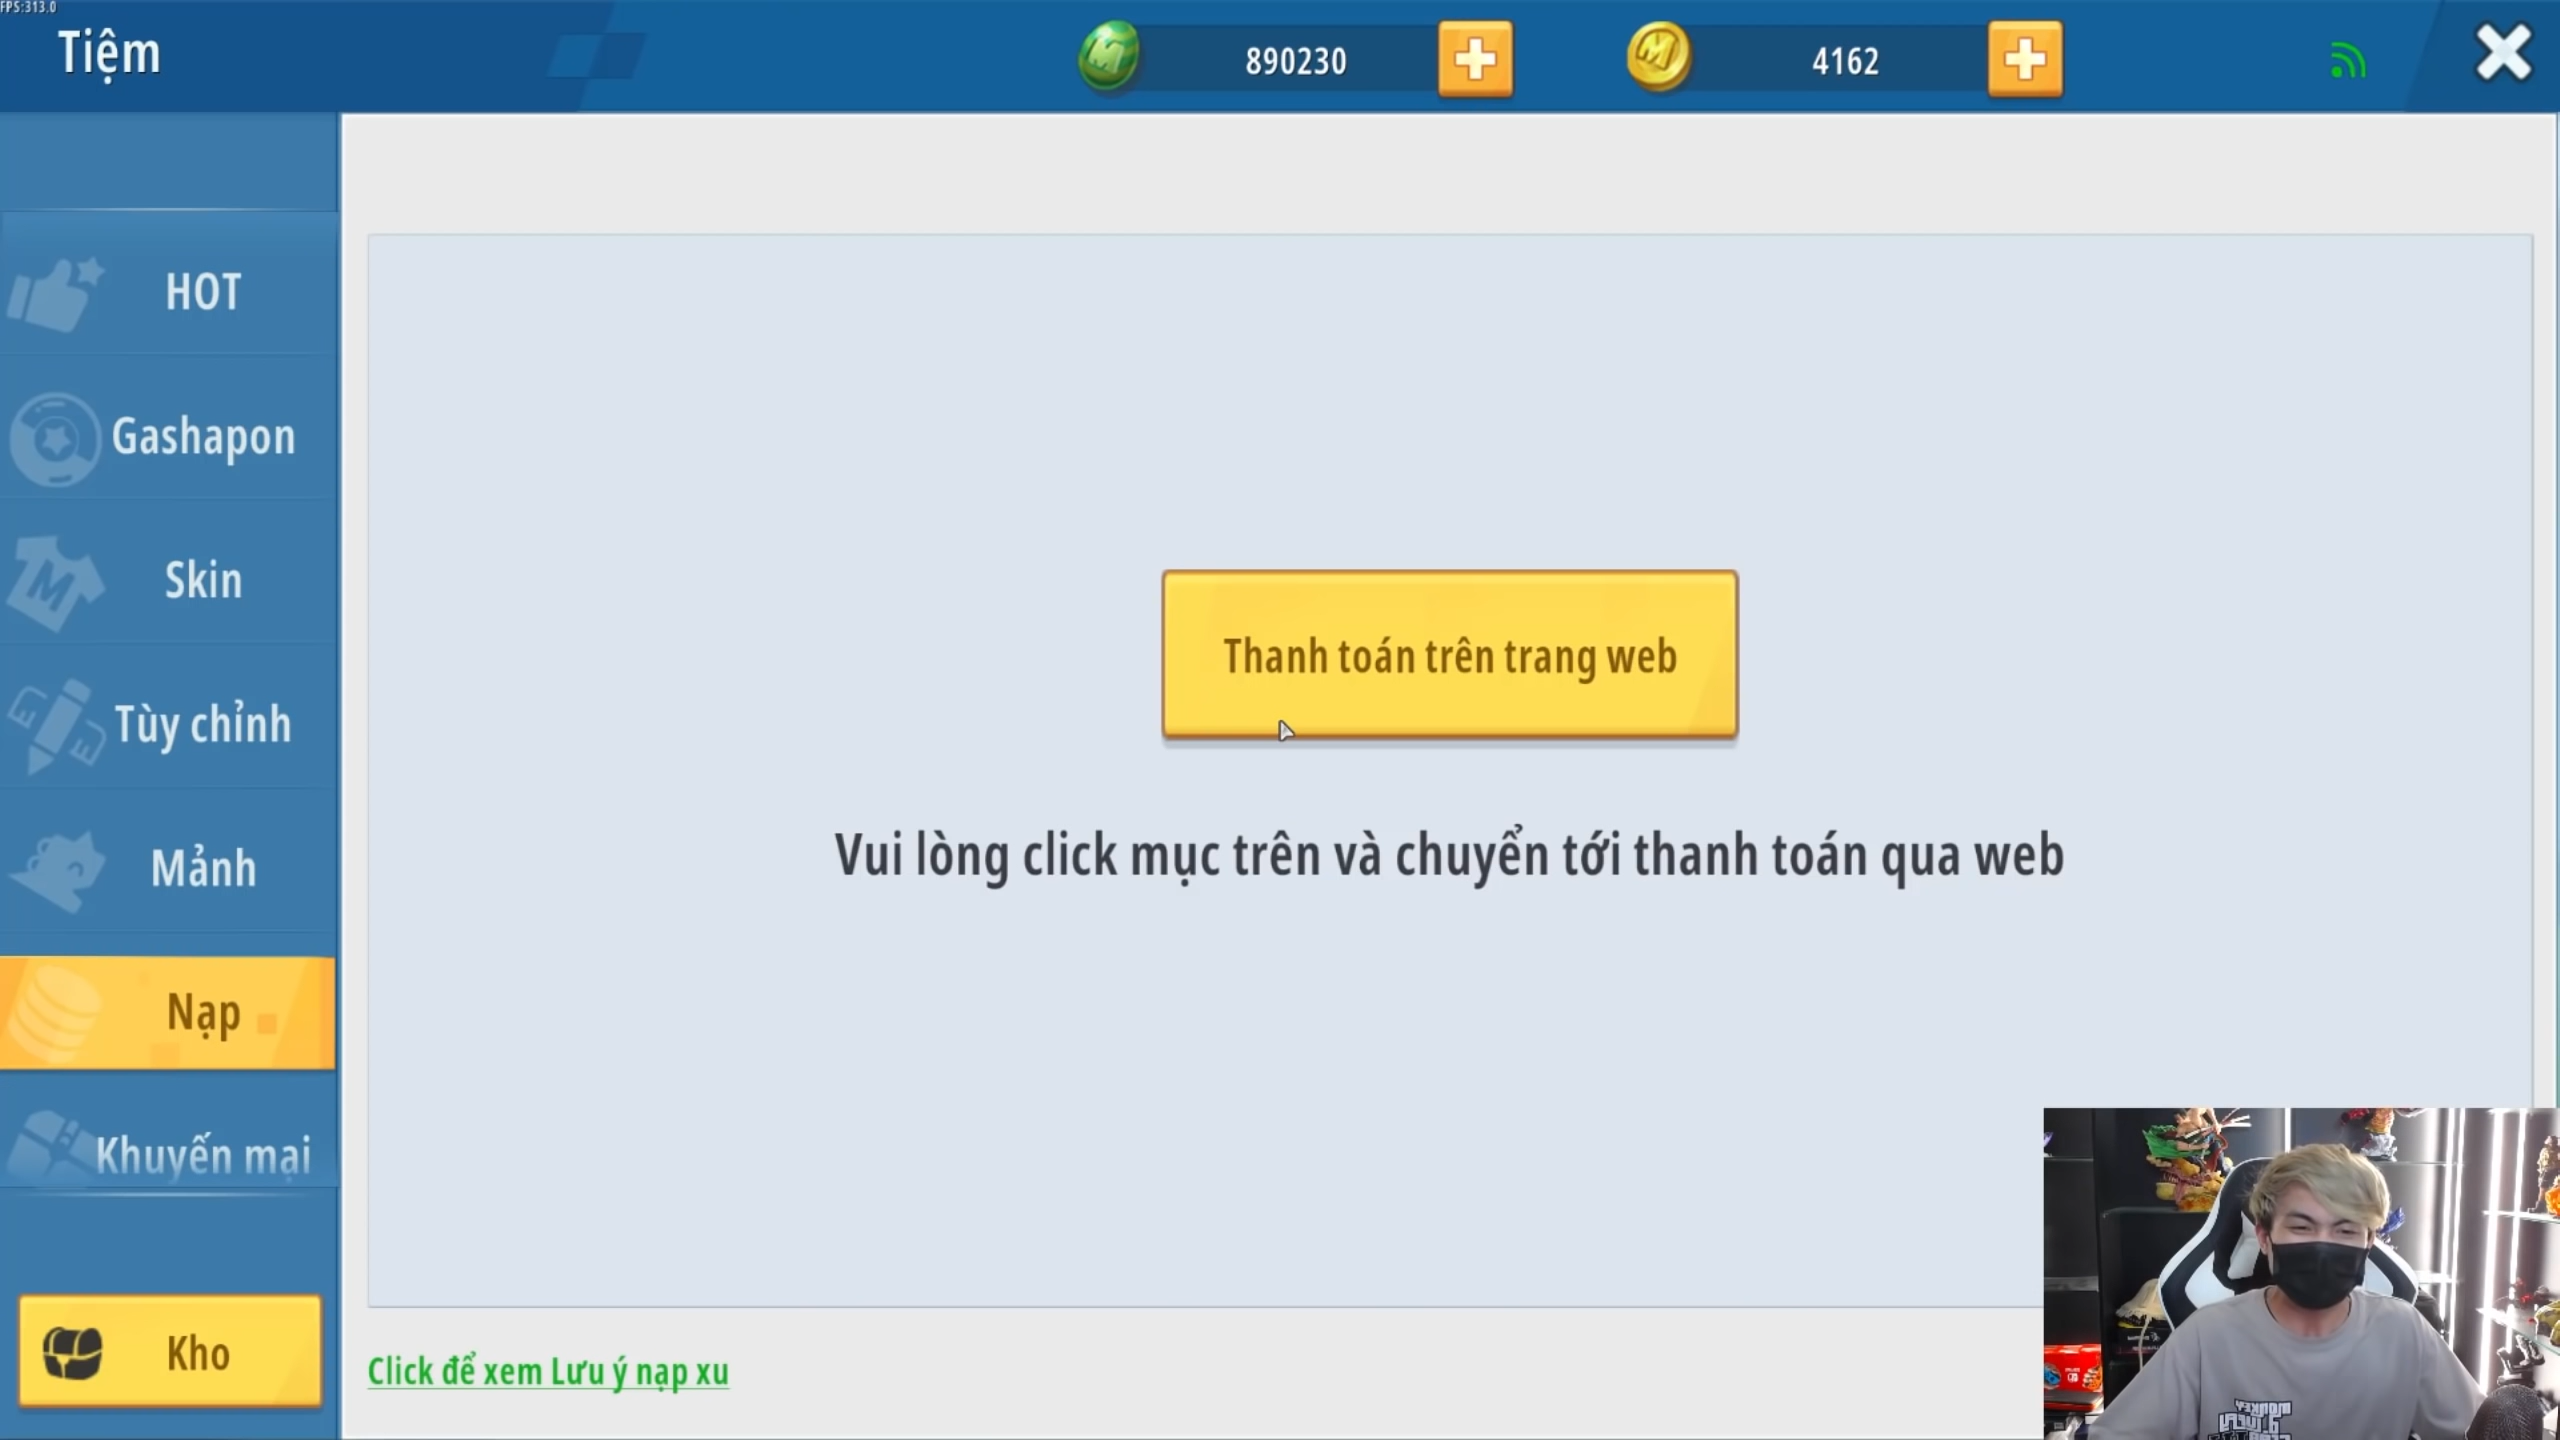 FPS:313.0
Tiệm
890230
4162
HOT
Gashapon
Skin
Tùy chỉnh
Mảnh
Nạp
Khuyến mại
Kho
Thanh toán trên trang web
Vui lòng click mục trên và chuyển tới thanh toán qua web
Click để xem Lưu ý nạp xu